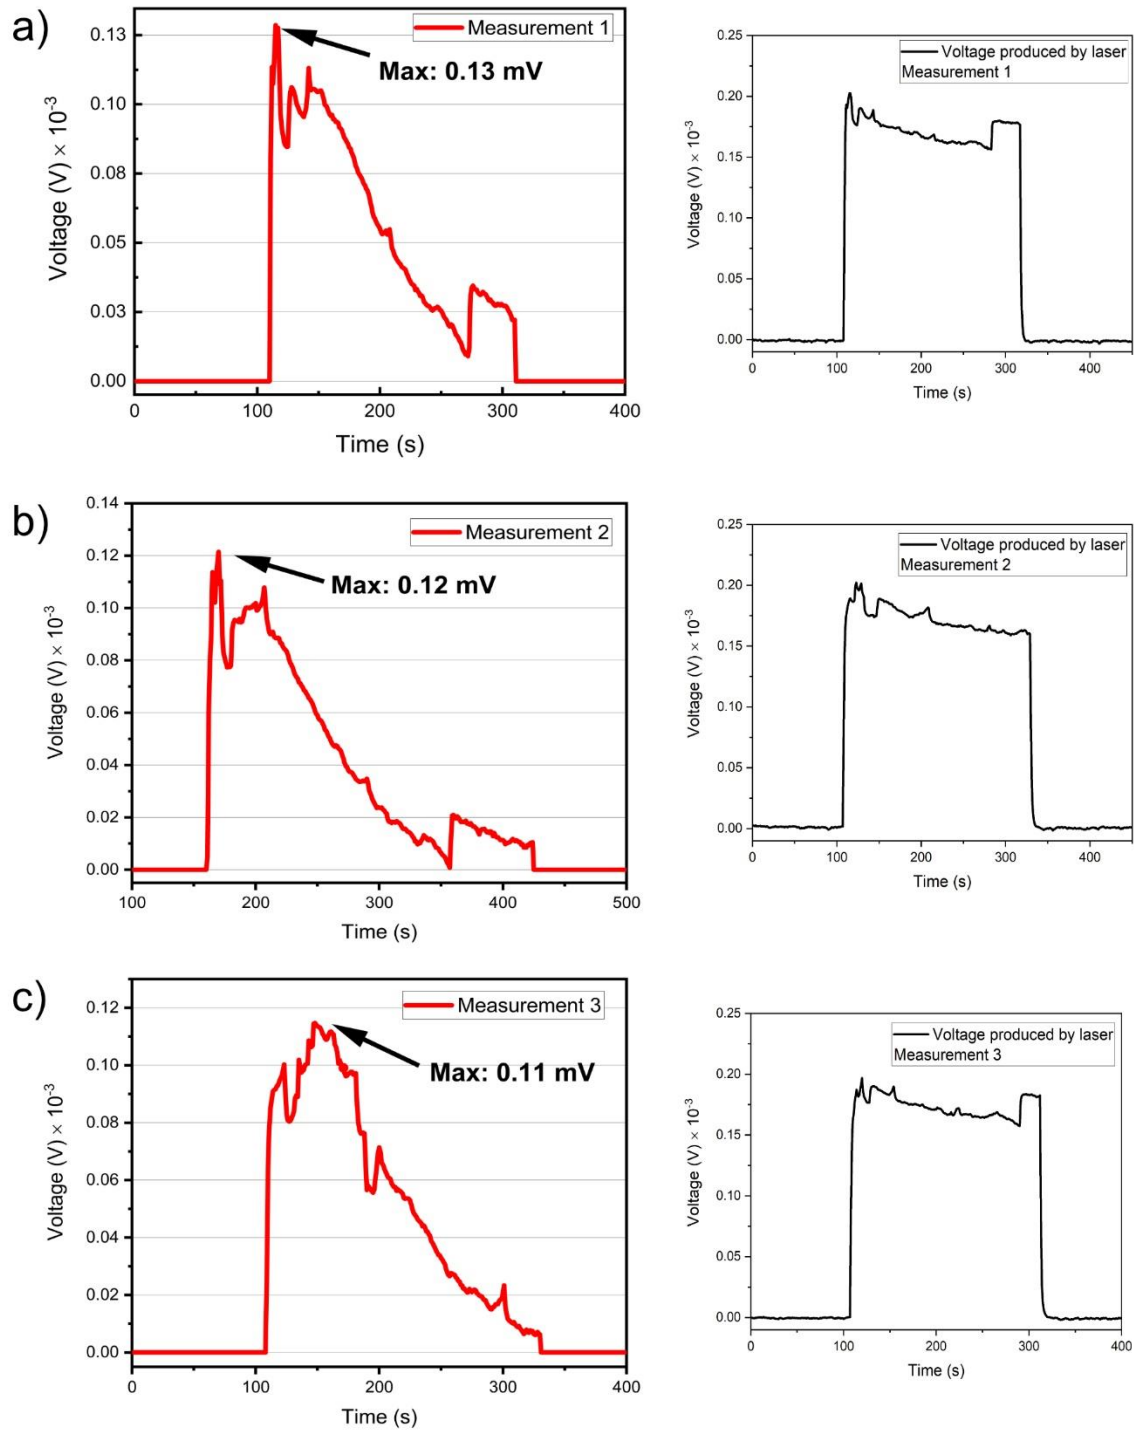 a)
Measurement 1
Max: 0.13 mV
0.13
0.10
0.08
0.05
0.03
0.00
Voltage (V) × 10⁻³
0 100 200 300 400
Time (s)
Voltage produced by laser
Measurement 1
0.25
0.20
0.15
0.10
0.05
0.00
Voltage (V) × 10⁻³
0 100 200 300 400
Time (s)
b)
Measurement 2
Max: 0.12 mV
0.14
0.12
0.10
0.08
0.06
0.04
0.02
0.00
Voltage (V) × 10⁻³
100 200 300 400 500
Time (s)
Voltage produced by laser
Measurement 2
0.25
0.20
0.15
0.10
0.05
0.00
Voltage (V) × 10⁻³
0 100 200 300 400
Time (s)
c)
Measurement 3
Max: 0.11 mV
0.12
0.10
0.08
0.06
0.04
0.02
0.00
Voltage (V) × 10⁻³
0 100 200 300 400
Time (s)
Voltage produced by laser
Measurement 3
0.25
0.20
0.15
0.10
0.05
0.00
Voltage (V) × 10⁻³
0 100 200 300 400
Time (s)